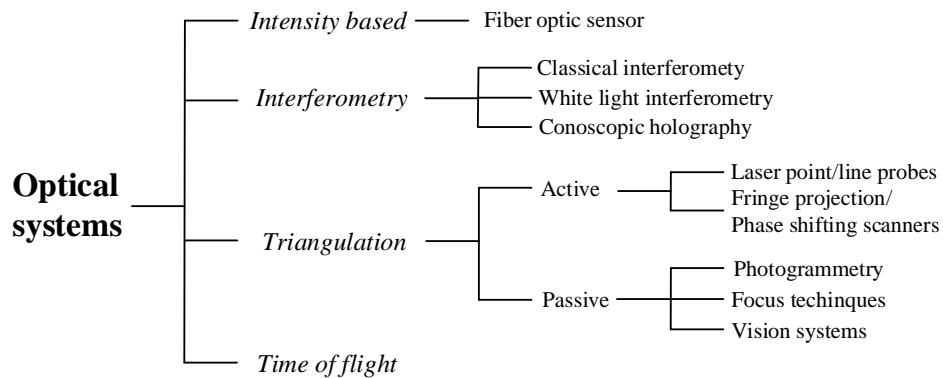 Optical
systems
Intensity based
Fiber optic sensor
Interferometry
Classical interferomety
White light interferometry
Conoscopic holography
Triangulation
Active
Laser point/line probes
Fringe projection/
Phase shifting scanners
Passive
Photogrammetry
Focus techinques
Vision systems
Time of flight